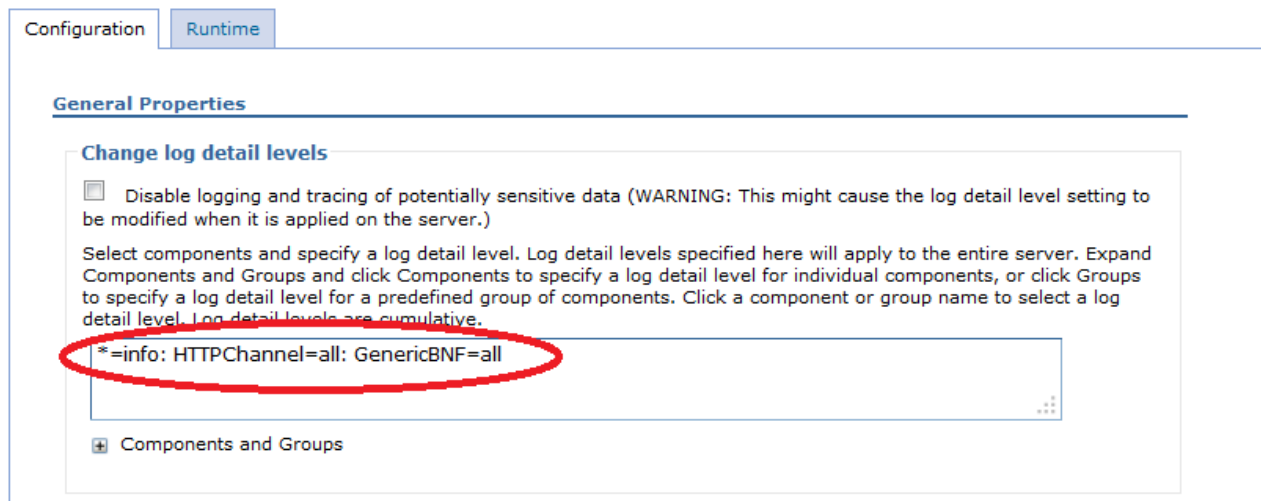 Configuration
Runtime
General Properties
Change log detail levels
Disable logging and tracing of potentially sensitive data (WARNING: This might cause the log detail level setting to
be modified when it is applied on the server.)
Select components and specify a log detail level. Log detail levels specified here will apply to the entire server. Expand
Components and Groups and click Components to specify a log detail level for individual components, or click Groups
to specify a log detail level for a predefined group of components. Click a component or group name to select a log
detail level. Log detail levels are cumulative.
*=info: HTTPChannel=all: GenericBNF=all
Components and Groups